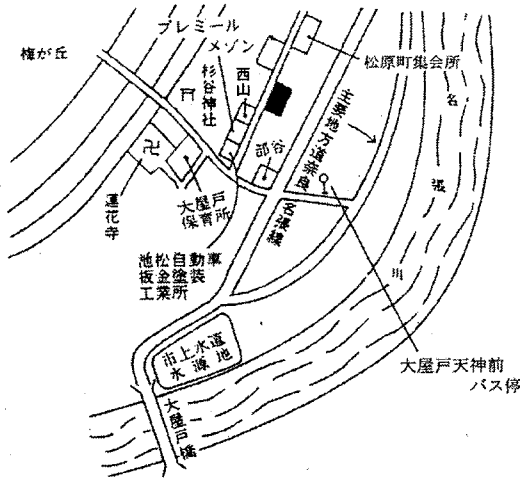 プレミール
メゾン
梅が丘
松原町集会所
西山
杉谷神社
主要地方道奈良
名張線
名張川
部谷
卍
蓮花寺
大屋戸
保育所
池松自動車
板金塗装
工業所
市上水道
水源地
大屋戸橋
大屋戸天神前
バス停